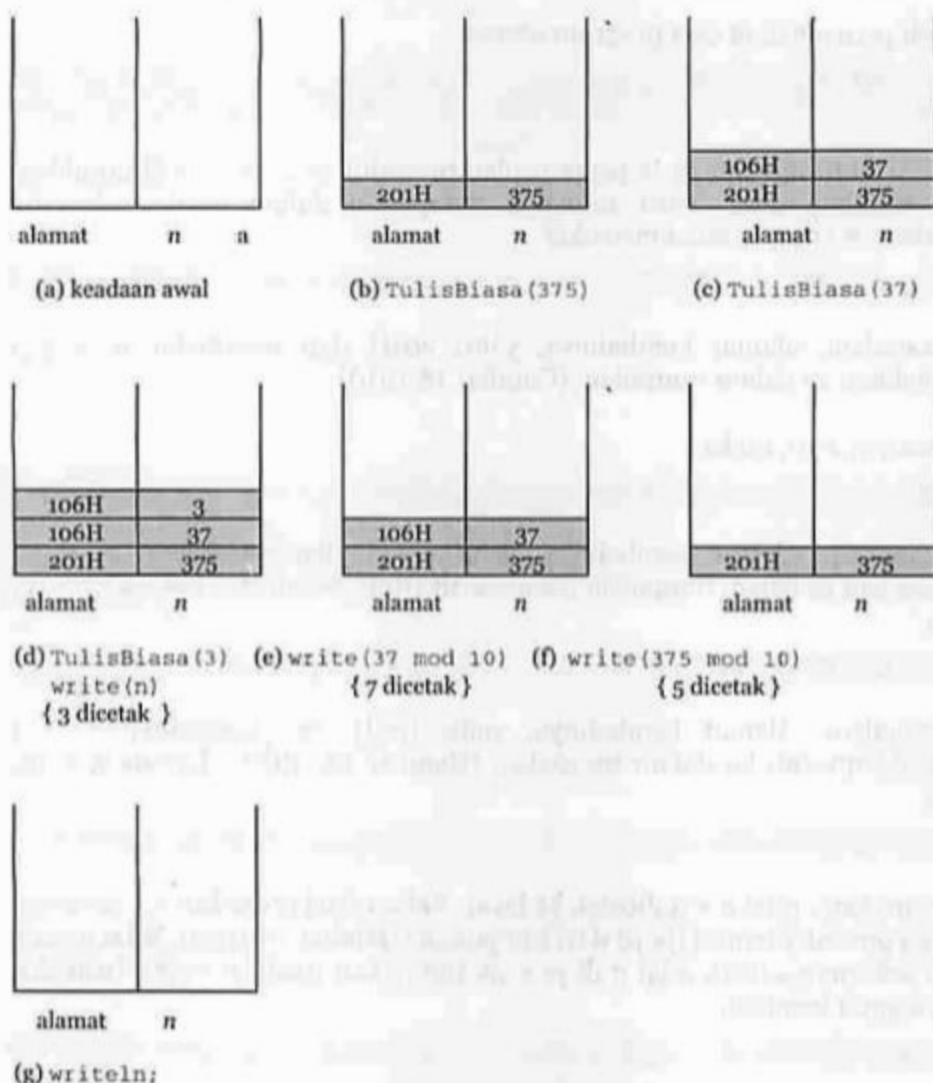 106H 37
201H 375 201H 375
alamat n a alamat n alamat n
(a) keadaan awal (b) TulisBiasa(375) (c) TulisBiasa(37)
106H 3
106H 37 106H 37
201H 375 201H 375 201H 375
alamat n alamat n alamat n
(d) TulisBiasa(3) (e) write(37 mod 10) (f) write(375 mod 10)
write(n) { 7 dicetak } { 5 dicetak }
{ 3 dicetak }
alamat n
(g) writeln;